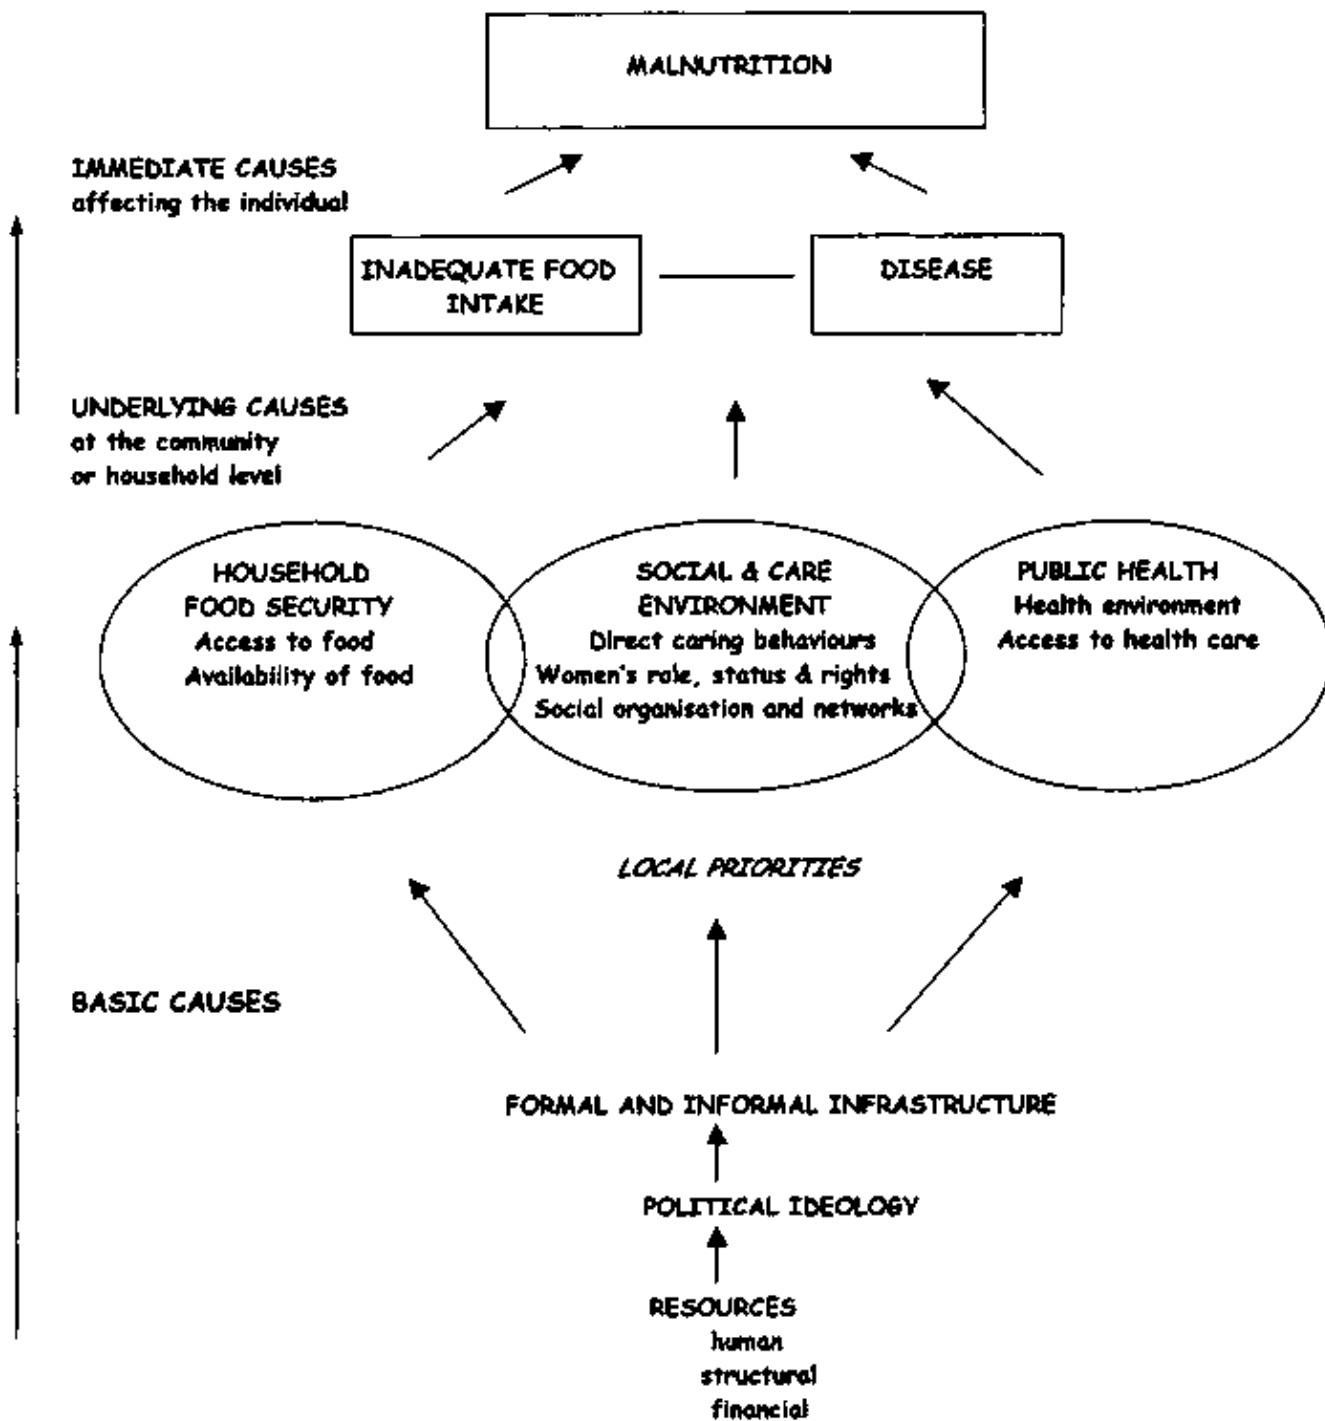 MALNUTRITION
IMMEDIATE CAUSES
affecting the individual
INADEQUATE FOOD
INTAKE
DISEASE
UNDERLYING CAUSES
at the community
or household level
HOUSEHOLD
FOOD SECURITY
Access to food
Availability of food
SOCIAL & CARE
ENVIRONMENT
Direct caring behaviours
Women's role, status & rights
Social organisation and networks
PUBLIC HEALTH
Health environment
Access to health care
LOCAL PRIORITIES
BASIC CAUSES
FORMAL AND INFORMAL INFRASTRUCTURE
POLITICAL IDEOLOGY
RESOURCES
human
structural
financial